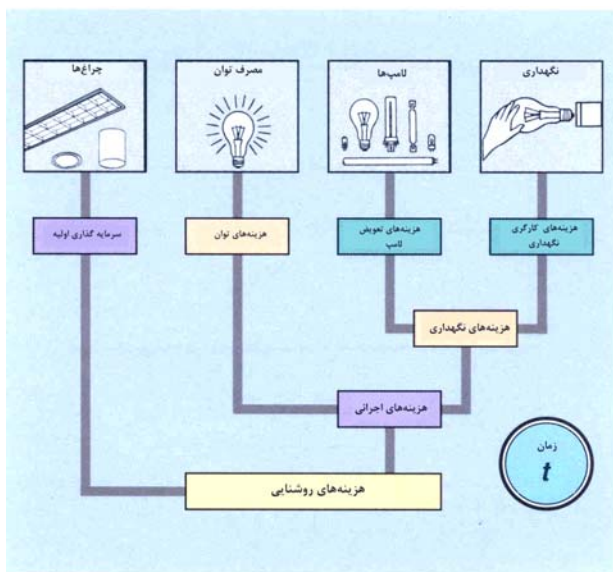 نگهداری
لامپ‌ها
مصرف توان
چراغ‌ها
هزینه‌های کارگری
نگهداری
هزینه‌های تعویض
لامپ
هزینه‌های توان
سرمایه گذاری اولیه
هزینه‌های نگهداری
هزینه‌های اجرائی
زمان
t
هزینه‌های روشنایی